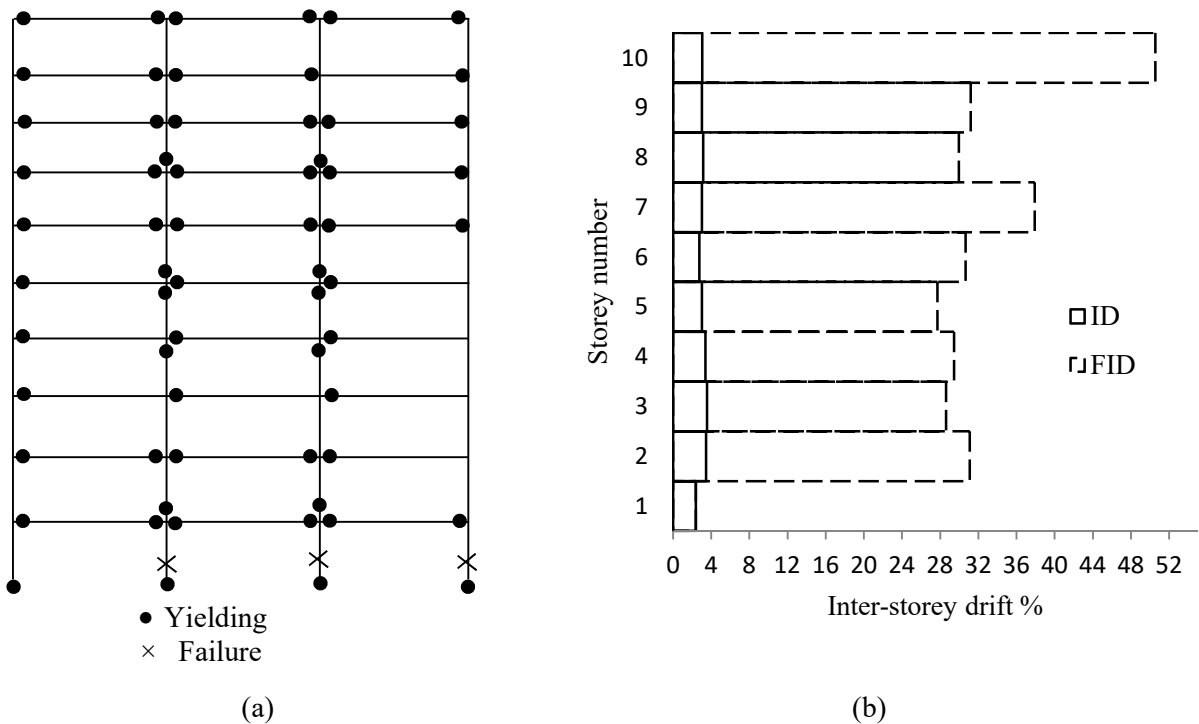 ● Yielding
× Failure
(a)
Storey number
10
9
8
7
6
5
4
3
2
1
0 4 8 12 16 20 24 28 32 36 40 44 48 52
Inter-storey drift %
ID
FID
(b)